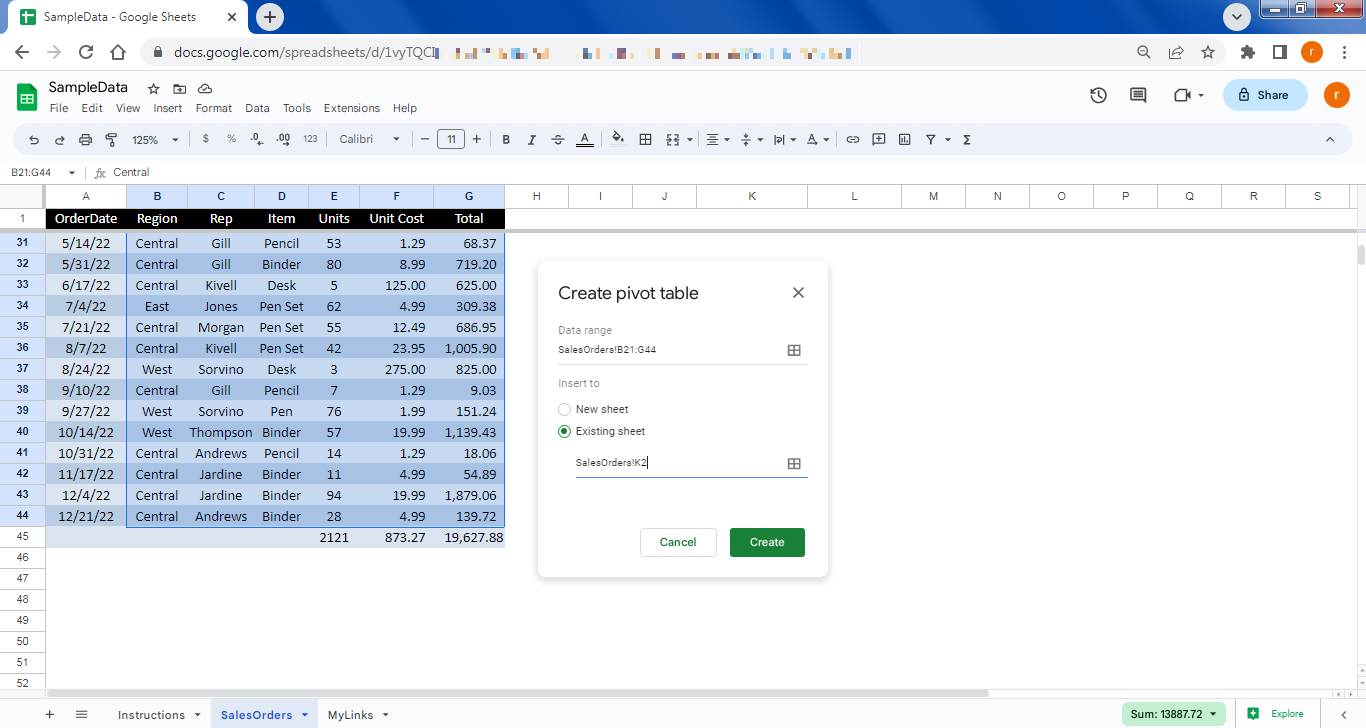 SampleData - Google Sheets
docs.google.com/spreadsheets/d/1vyTQCI
r
SampleData
File Edit View Insert Format Data Tools Extensions Help
Share
r
125% $ % .0 .00 123 Calibri 11 B I S A
B21:G44 fx Central
A B C D E F G H I J K L M N O P Q R S
1 OrderDate Region Rep Item Units Unit Cost Total
31 5/14/22 Central Gill Pencil 53 1.29 68.37
32 5/31/22 Central Gill Binder 80 8.99 719.20
33 6/17/22 Central Kivell Desk 5 125.00 625.00
34 7/4/22 East Jones Pen Set 62 4.99 309.38
35 7/21/22 Central Morgan Pen Set 55 12.49 686.95
36 8/7/22 Central Kivell Pen Set 42 23.95 1,005.90
37 8/24/22 West Sorvino Desk 3 275.00 825.00
38 9/10/22 Central Gill Pencil 7 1.29 9.03
39 9/27/22 West Sorvino Pen 76 1.99 151.24
40 10/14/22 West Thompson Binder 57 19.99 1,139.43
41 10/31/22 Central Andrews Pencil 14 1.29 18.06
42 11/17/22 Central Jardine Binder 11 4.99 54.89
43 12/4/22 Central Jardine Binder 94 19.99 1,879.06
44 12/21/22 Central Andrews Binder 28 4.99 139.72
45 2121 873.27 19,627.88
46
47
48
49
50
51
52
Create pivot table
Data range
SalesOrders!B21:G44
Insert to
New sheet
Existing sheet
SalesOrders!K2
Cancel Create
Instructions SalesOrders MyLinks Sum: 13887.72 Explore